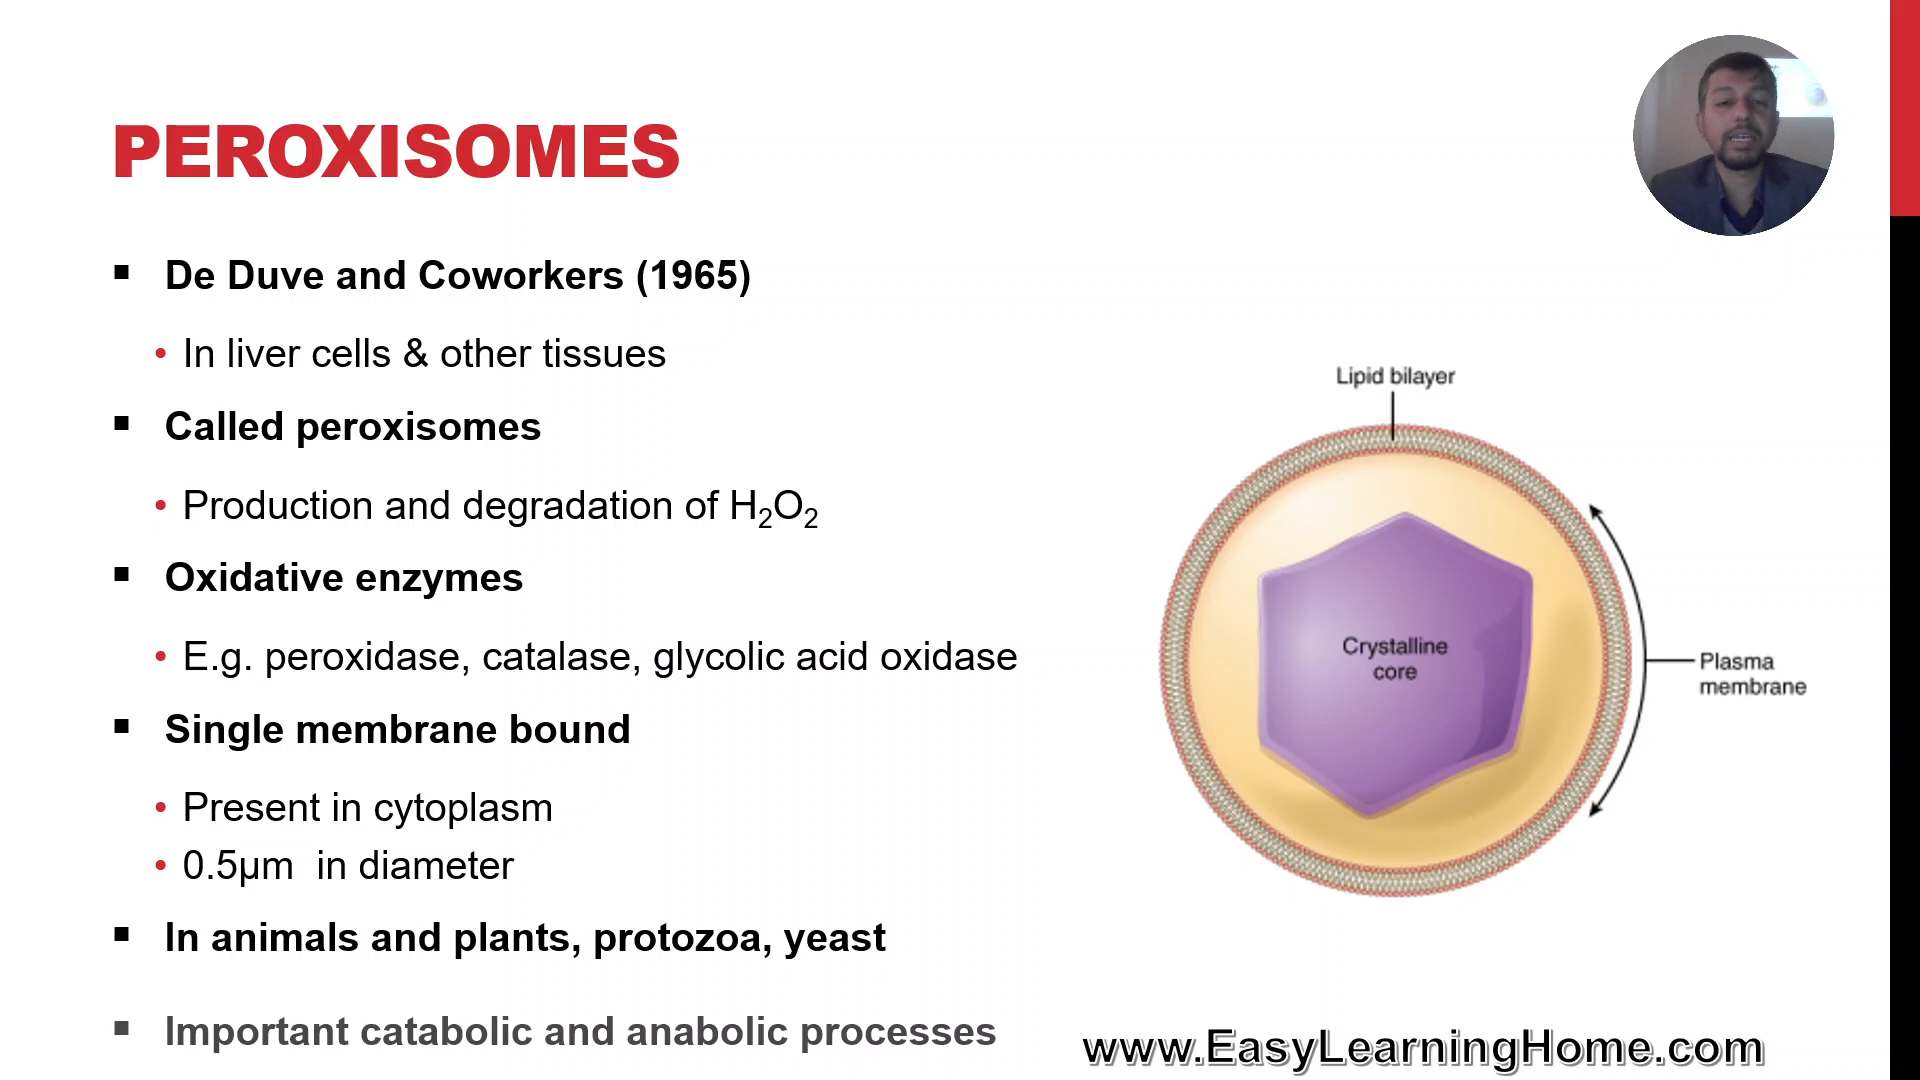 PEROXISOMES
▪ De Duve and Coworkers (1965)
• In liver cells & other tissues
▪ Called peroxisomes
• Production and degradation of H₂O₂
▪ Oxidative enzymes
• E.g. peroxidase, catalase, glycolic acid oxidase
▪ Single membrane bound
• Present in cytoplasm
• 0.5µm in diameter
▪ In animals and plants, protozoa, yeast
▪ Important catabolic and anabolic processes
Lipid bilayer
Crystalline
core
Plasma
membrane
www.EasyLearningHome.com